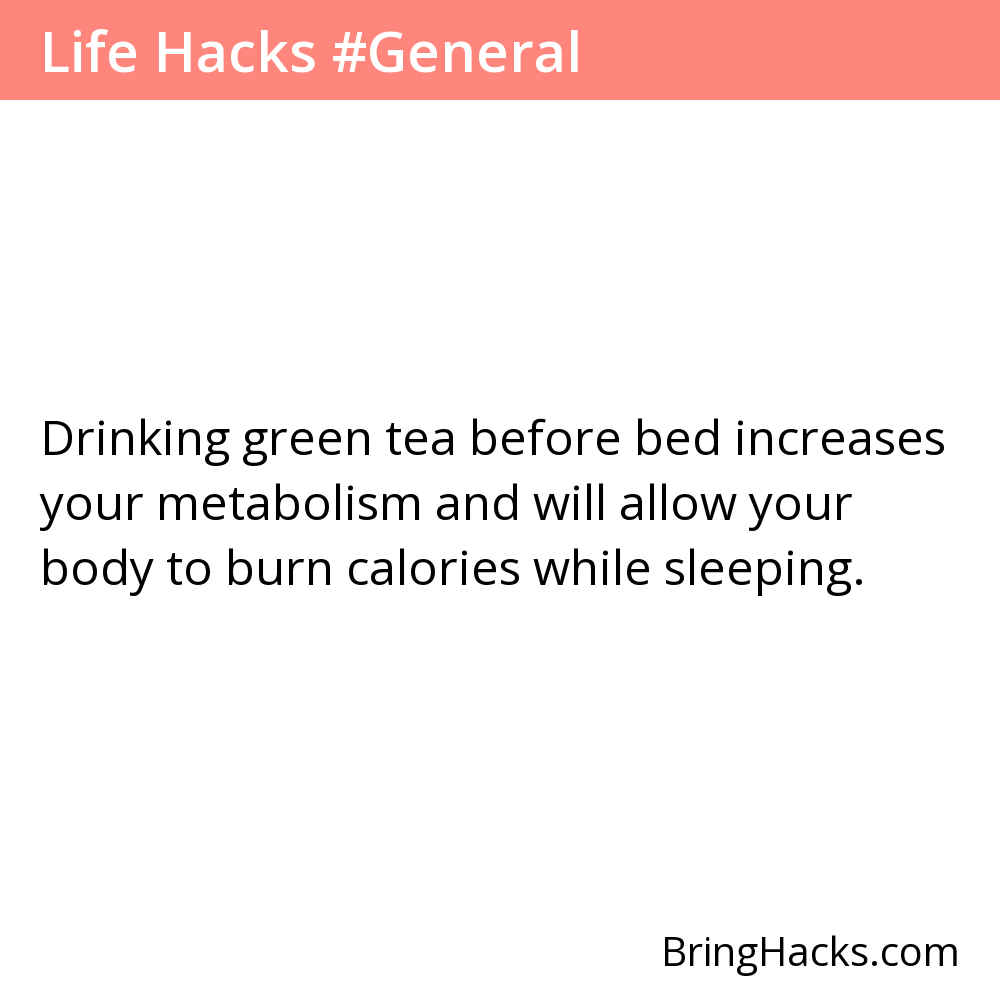 Life Hacks #General
Drinking green tea before bed increases
your metabolism and will allow your
body to burn calories while sleeping.
BringHacks.com